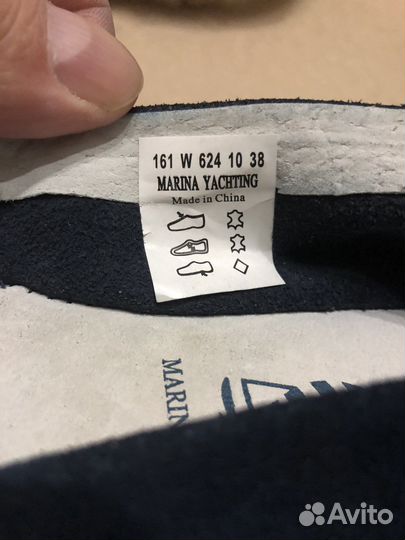 161 W 624 10 38
MARINA YACHTING
Made in China
MARIN
Avito